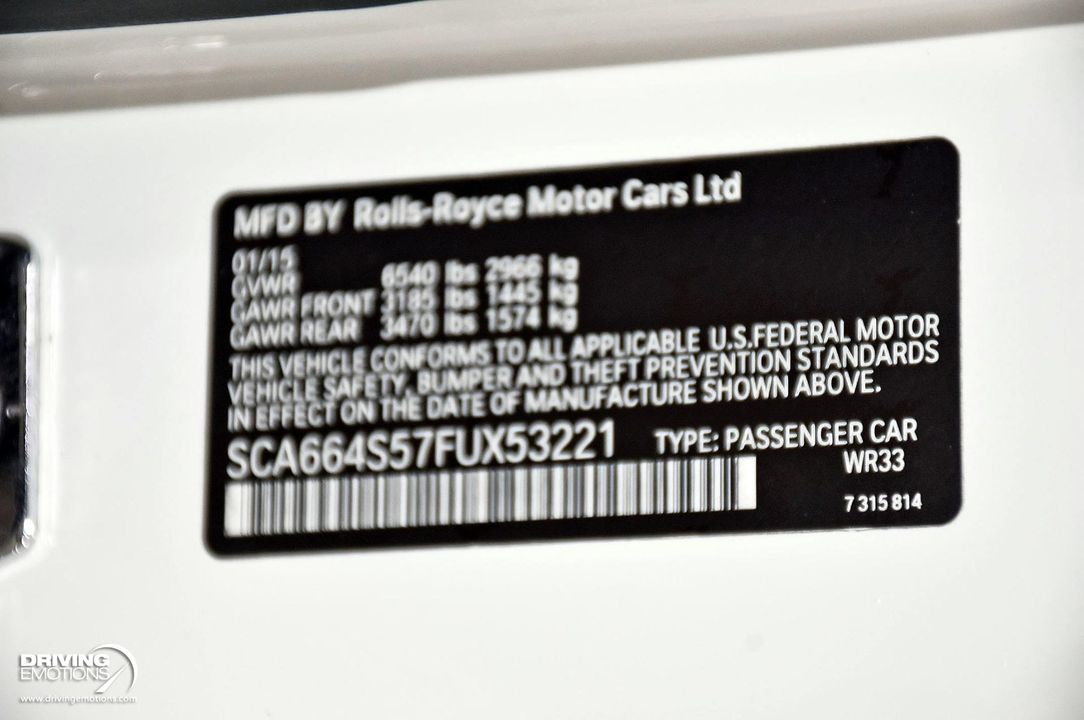 MFD BY Rolls-Royce Motor Cars Ltd
01/15
GVWR 6540 lbs 2966 kg
GAWR FRONT 3185 lbs 1445 kg
GAWR REAR 3470 lbs 1574 kg
THIS VEHICLE CONFORMS TO ALL APPLICABLE U.S.FEDERAL MOTOR
VEHICLE SAFETY, BUMPER AND THEFT PREVENTION STANDARDS
IN EFFECT ON THE DATE OF MANUFACTURE SHOWN ABOVE.
SCA664S57FUX53221 TYPE: PASSENGER CAR
WR33
7 315 814
DRIVING
EMOTIONS
www.drivingemotions.com